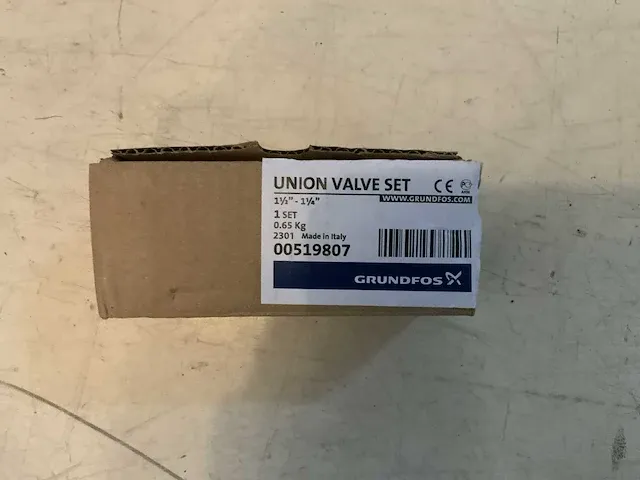 UNION VALVE SET CE
WWW.GRUNDFOS.COM
1½" - 1¼"
1 SET
0.65 Kg
2301 Made in Italy
00519807
GRUNDFOS